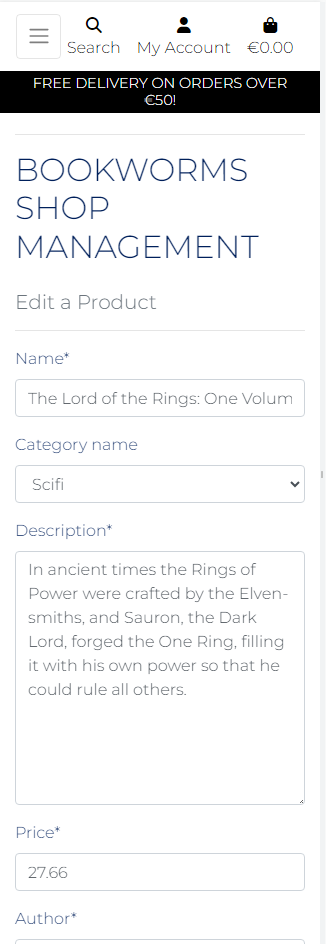 Search My Account €0.00
FREE DELIVERY ON ORDERS OVER
€50!
BOOKWORMS
SHOP
MANAGEMENT
Edit a Product
Name*
The Lord of the Rings: One Volum
Category name
Scifi
Description*
In ancient times the Rings of
Power were crafted by the Elven-
smiths, and Sauron, the Dark
Lord, forged the One Ring, filling
it with his own power so that he
could rule all others.
Price*
27.66
Author*